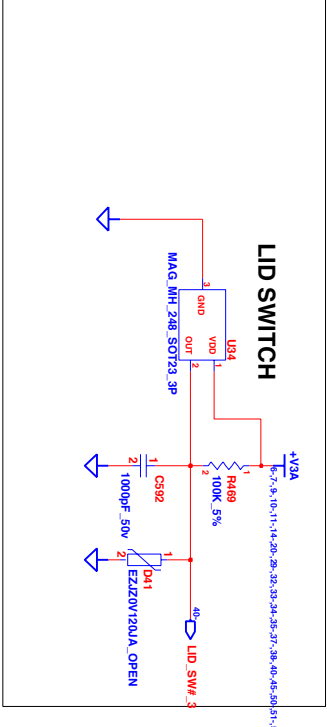 LID SWITCH
+V3A
6-,7-,9-,10-,11-,14-,20-,29-,32-,33-,34-,35-,37-,38-,40-,45-,50-,51-,
U34
3
GND
VDD
1
OUT
2
MAG_MH_248_SOT23_3P
1
2
R469
100K_5%
1
2
C592
1000pF_50v
1
2
D41
EZJZ0V120JA_OPEN
40-
LID_SW#_3